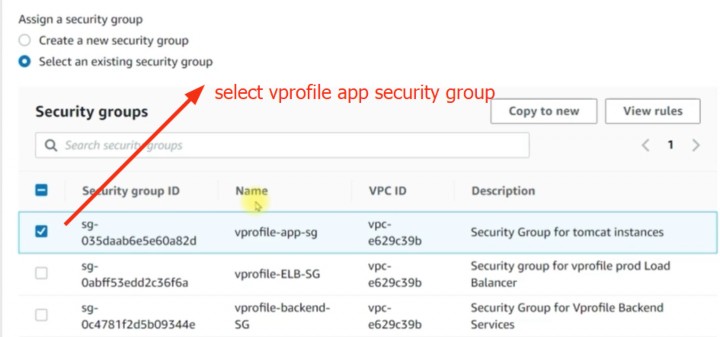 Assign a security group
Create a new security group
Select an existing security group
select vprofile app security group
Security groups
Copy to new
View rules
Search security groups
1
Security group ID Name VPC ID Description
sg-
035daab6e5e60a82d
vprofile-app-sg
vpc-
e629c39b
Security Group for tomcat instances
sg-
0abff53edd2c36f6a
vprofile-ELB-SG
vpc-
e629c39b
Security group for vprofile prod Load
Balancer
sg-
0c4781f2d5b09344e
vprofile-backend-
SG
vpc-
e629c39b
Security Group for Vprofile Backend
Services